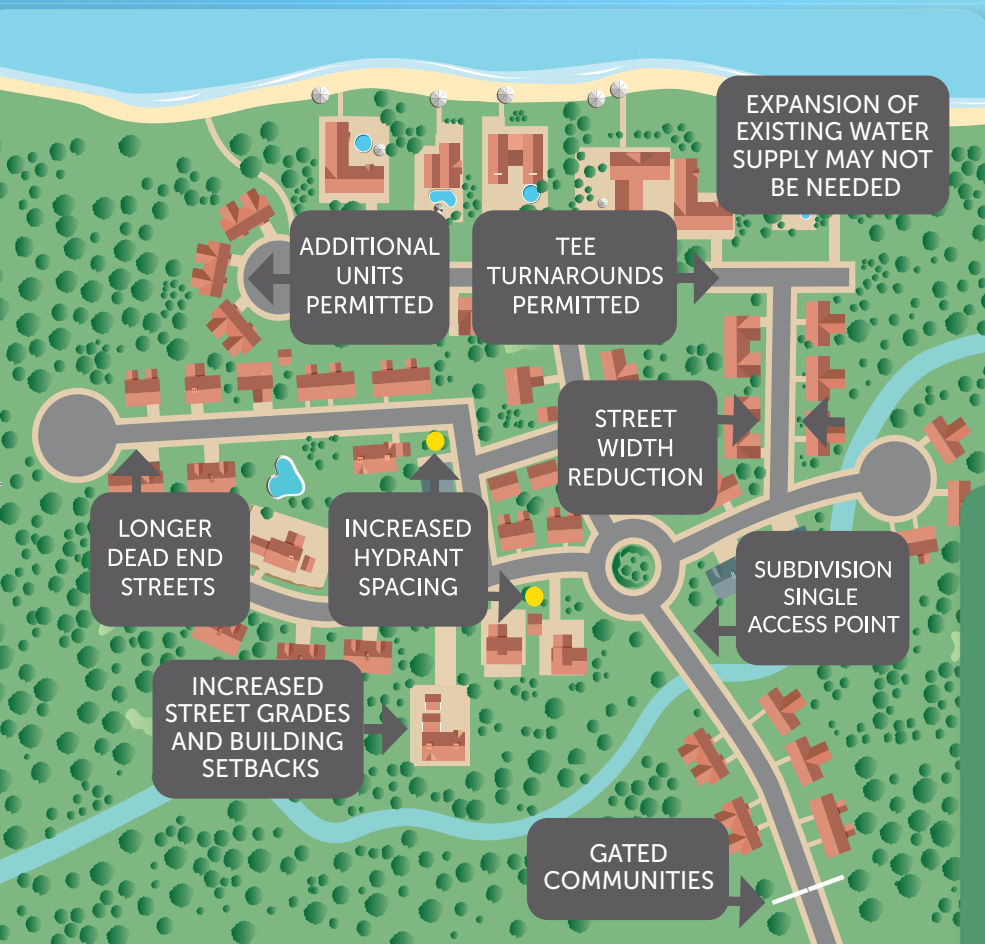 EXPANSION OF
EXISTING WATER
SUPPLY MAY NOT
BE NEEDED
ADDITIONAL
UNITS
PERMITTED
TEE
TURNAROUNDS
PERMITTED
STREET
WIDTH
REDUCTION
LONGER
DEAD END
STREETS
INCREASED
HYDRANT
SPACING
SUBDIVISION
SINGLE
ACCESS POINT
INCREASED
STREET GRADES
AND BUILDING
SETBACKS
GATED
COMMUNITIES